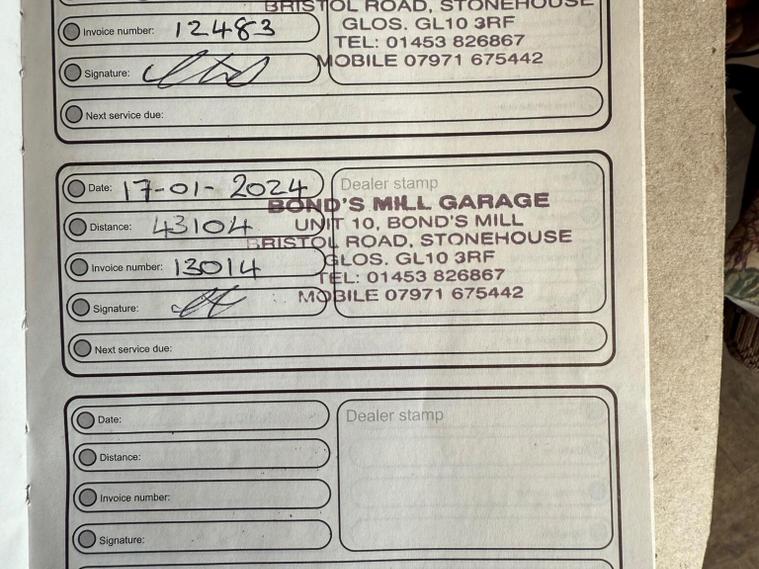 BRISTOL ROAD, STONEHOUSE
Invoice number: 12483
GLOS. GL10 3RF
TEL: 01453 826867
Signature:
MOBILE 07971 675442
Next service due:
Date: 17-01-2024
Dealer stamp
BOND'S MILL GARAGE
Distance: 43104
UNIT 10, BOND'S MILL
BRISTOL ROAD, STONEHOUSE
Invoice number: 13014
GLOS. GL10 3RF
TEL: 01453 826867
Signature:
MOBILE 07971 675442
Next service due:
Date:
Dealer stamp
Distance:
Invoice number:
Signature: